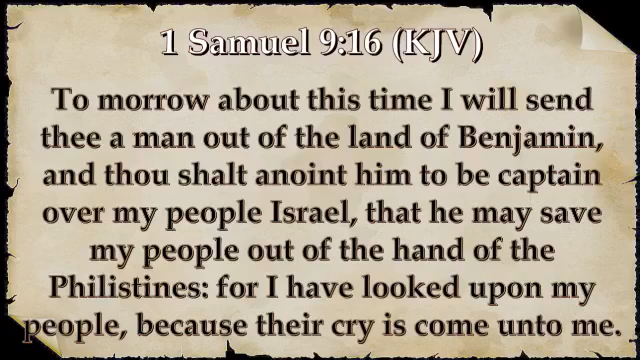 1 Samuel 9:16 (KJV)
To morrow about this time I will send
thee a man out of the land of Benjamin,
and thou shalt anoint him to be captain
over my people Israel, that he may save
my people out of the hand of the
Philistines: for I have looked upon my
people, because their cry is come unto me.